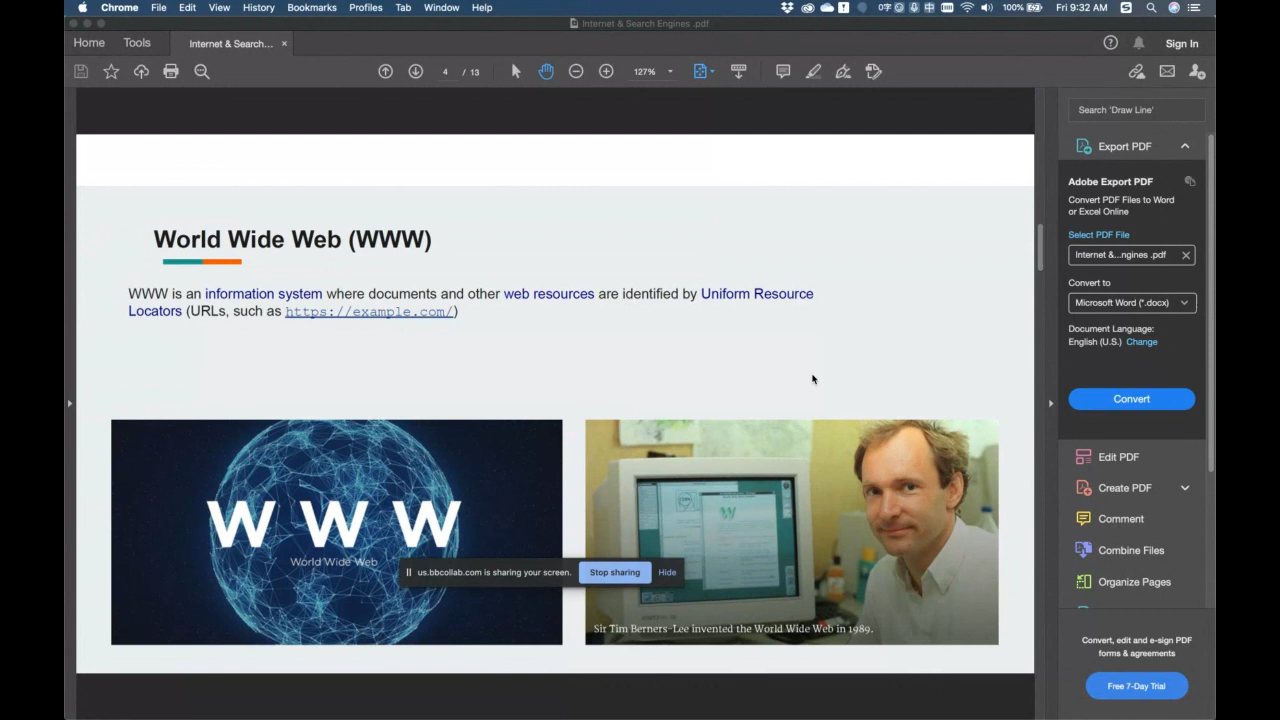 Chrome File Edit View History Bookmarks Profiles Tab Window Help 0字 中 100% Fri 9:32 AM
Internet & Search Engines .pdf
Home Tools Internet & Search... × Sign In
4 / 13 127%
Search 'Draw Line'
Export PDF
Adobe Export PDF
Convert PDF Files to Word
or Excel Online
Select PDF File
Internet &...ngines .pdf
Convert to
Microsoft Word (*.docx)
Document Language:
English (U.S.) Change
Convert
Edit PDF
Create PDF
Comment
Combine Files
Organize Pages
Convert, edit and e-sign PDF
forms & agreements
Free 7-Day Trial
World Wide Web (WWW)
WWW is an information system where documents and other web resources are identified by Uniform Resource
Locators (URLs, such as https://example.com/)
W W W
World Wide Web
us.bbcollab.com is sharing your screen. Stop sharing Hide
Sir Tim Berners-Lee invented the World Wide Web in 1989.